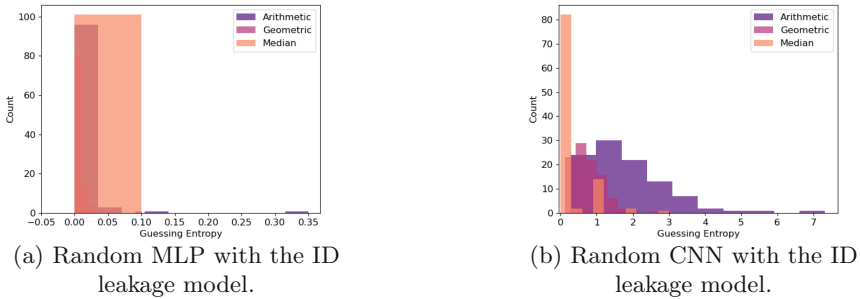 100
80
60
40
20
0
Count
Arithmetic
Geometric
Median
−0.05 0.00 0.05 0.10 0.15 0.20 0.25 0.30 0.35
Guessing Entropy
(a) Random MLP with the ID
leakage model.
80
70
60
50
40
30
20
10
0
Count
Arithmetic
Geometric
Median
0 1 2 3 4 5 6 7
Guessing Entropy
(b) Random CNN with the ID
leakage model.